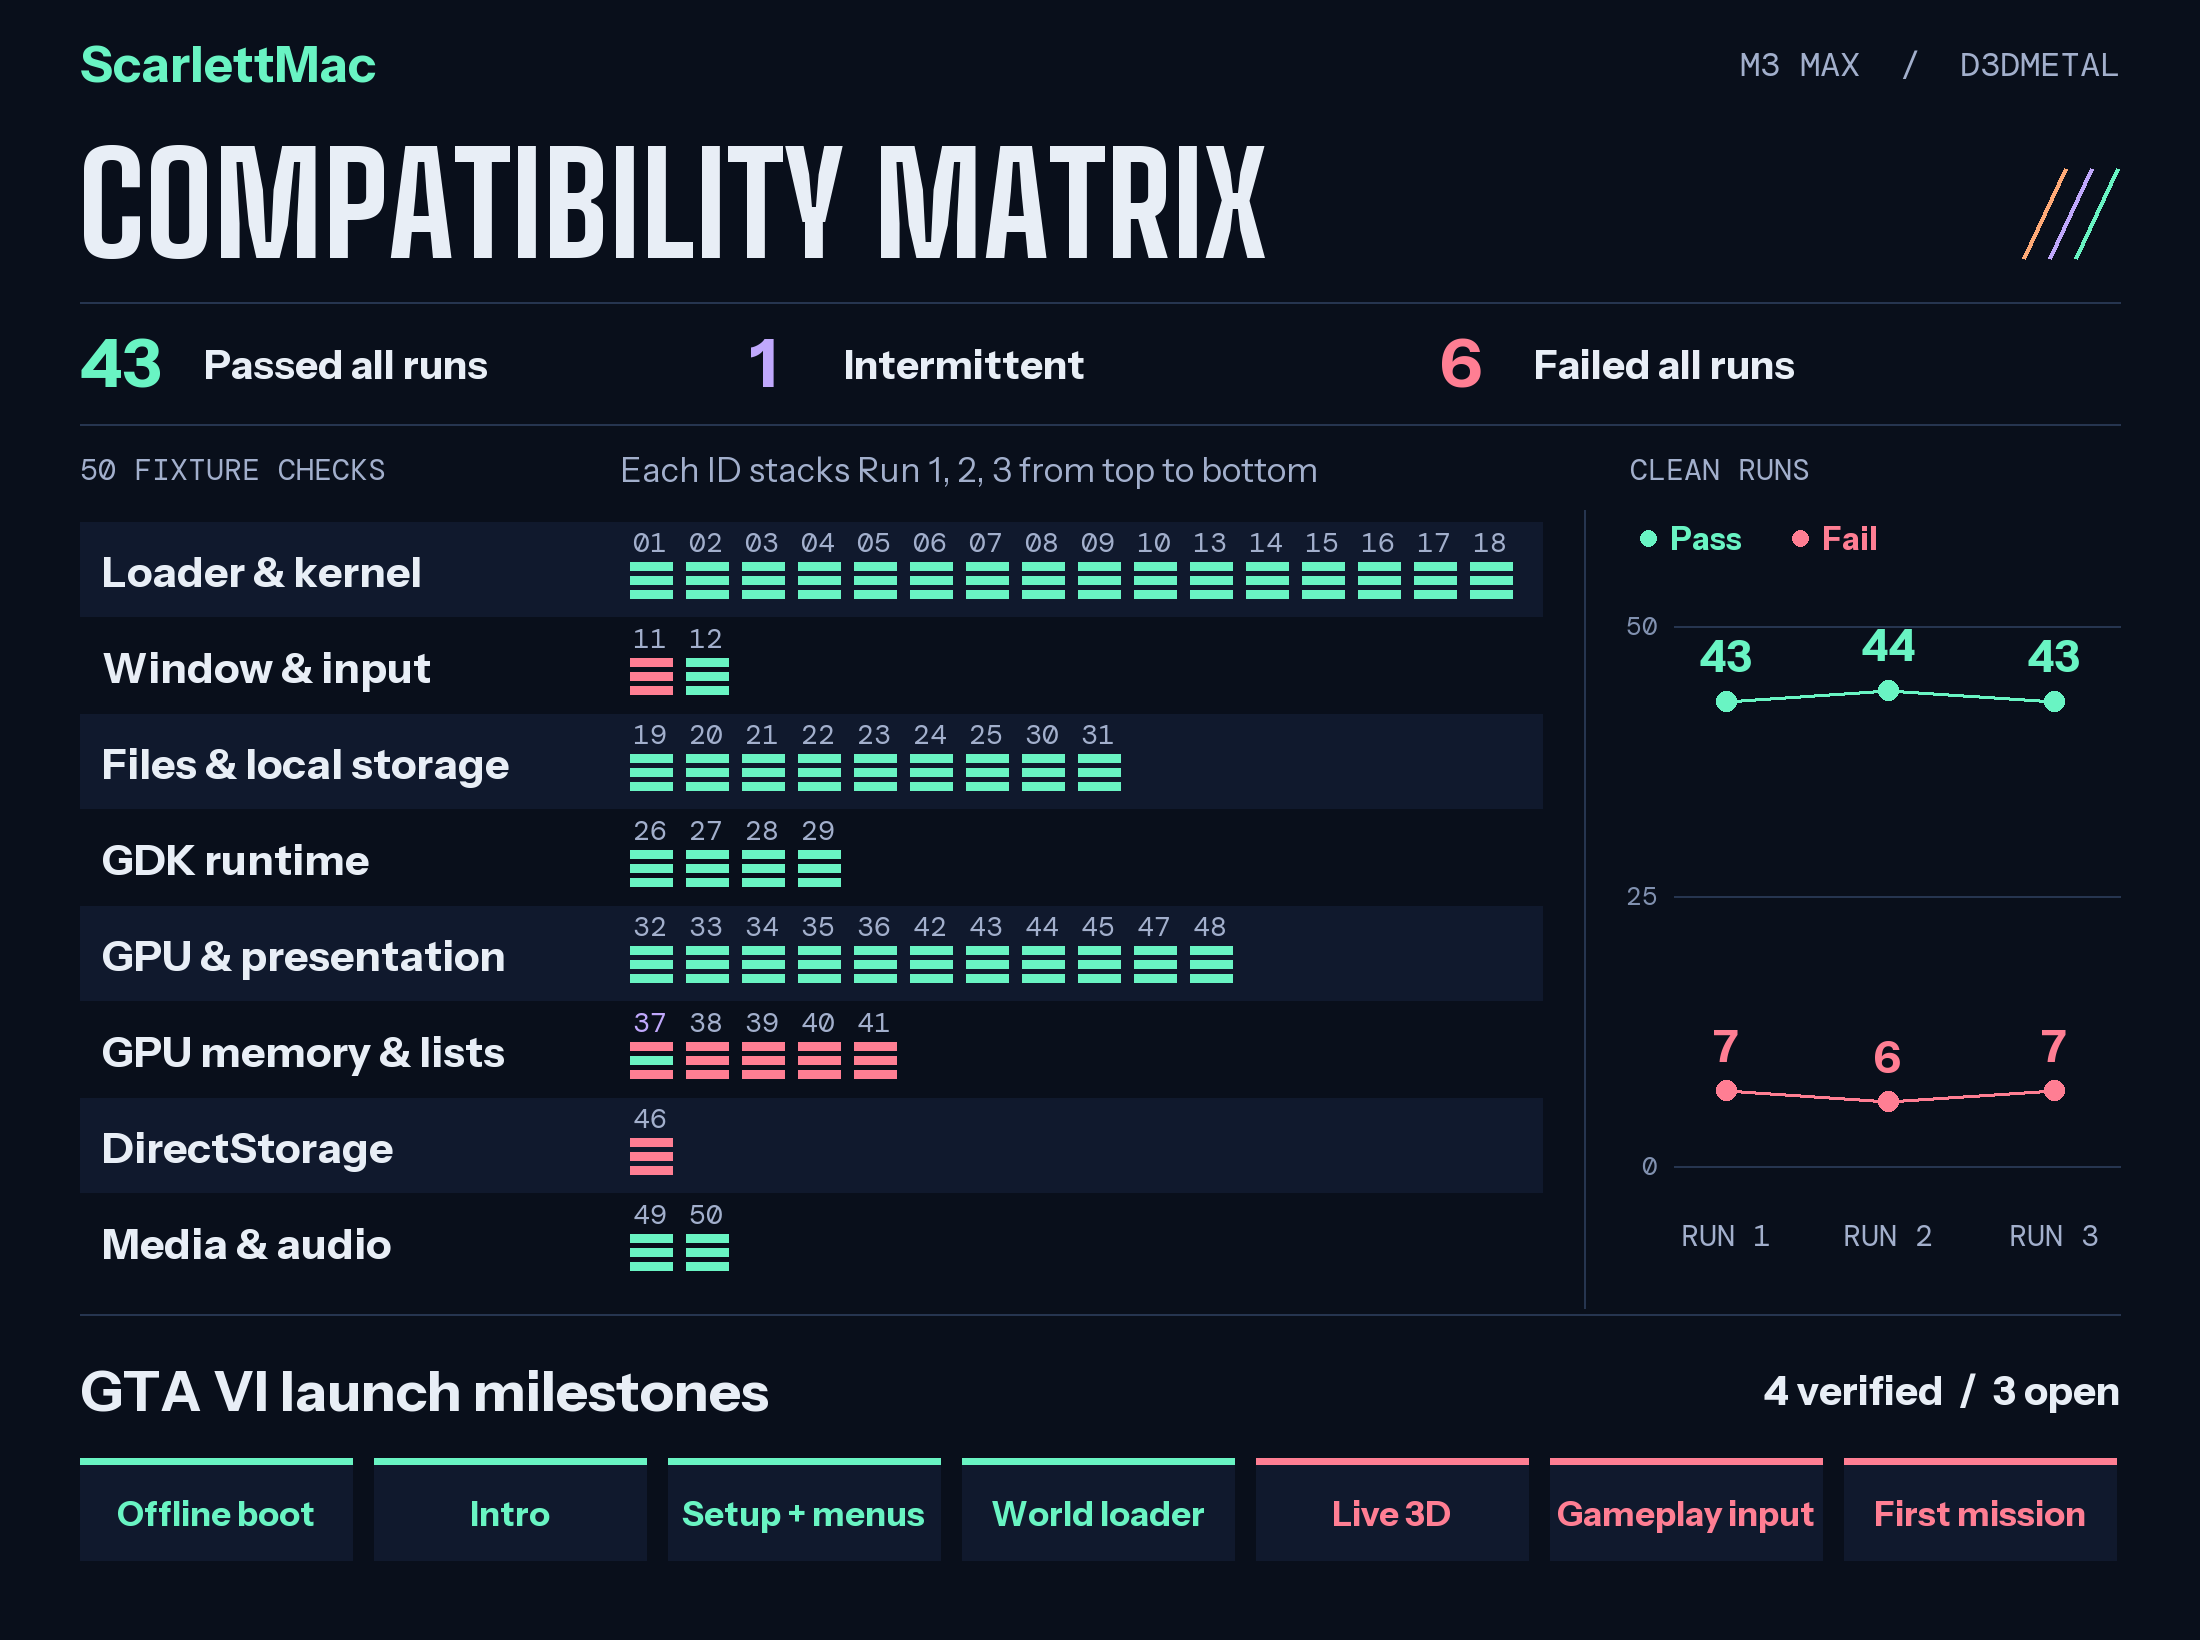 ScarlettMac
M3 MAX / D3DMETAL
COMPATIBILITY MATRIX
43 Passed all runs
1 Intermittent
6 Failed all runs
50 FIXTURE CHECKS
Each ID stacks Run 1, 2, 3 from top to bottom
01 02 03 04 05 06 07 08 09 10 13 14 15 16 17 18
Loader & kernel
11 12
Window & input
19 20 21 22 23 24 25 30 31
Files & local storage
26 27 28 29
GDK runtime
32 33 34 35 36 42 43 44 45 47 48
GPU & presentation
37 38 39 40 41
GPU memory & lists
46
DirectStorage
49 50
Media & audio
CLEAN RUNS
Pass Fail
50
43 44 43
25
7 6 7
0
RUN 1 RUN 2 RUN 3
GTA VI launch milestones
4 verified / 3 open
Offline boot
Intro
Setup + menus
World loader
Live 3D
Gameplay input
First mission